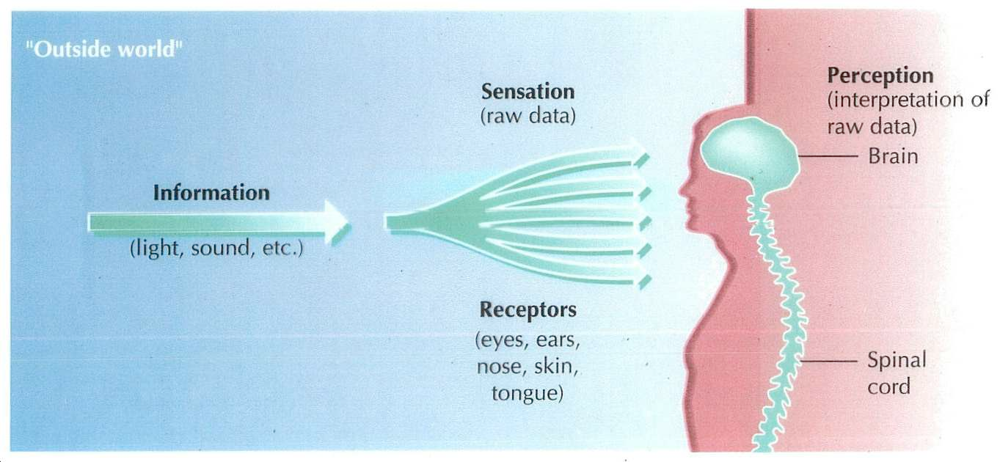 "Outside world"
Information
(light, sound, etc.)
Sensation
(raw data)
Receptors
(eyes, ears,
nose, skin,
tongue)
Perception
(interpretation of
raw data)
Brain
Spinal
cord